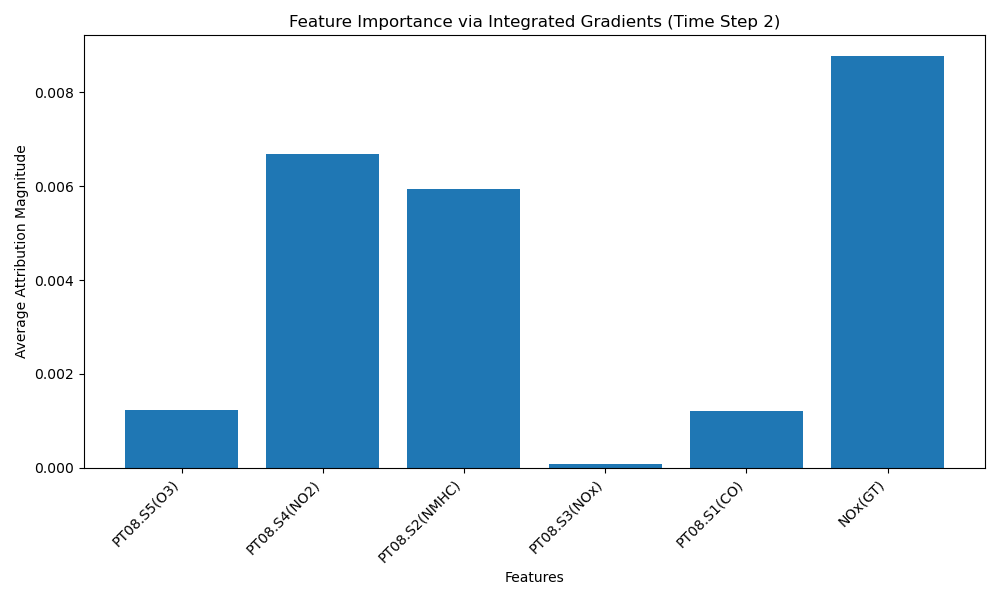 Feature Importance via Integrated Gradients (Time Step 2)
Average Attribution Magnitude
0.008
0.006
0.004
0.002
0.000
PT08.S5(O3)
PT08.S4(NO2)
PT08.S2(NMHC)
PT08.S3(NOx)
PT08.S1(CO)
NOx(GT)
Features